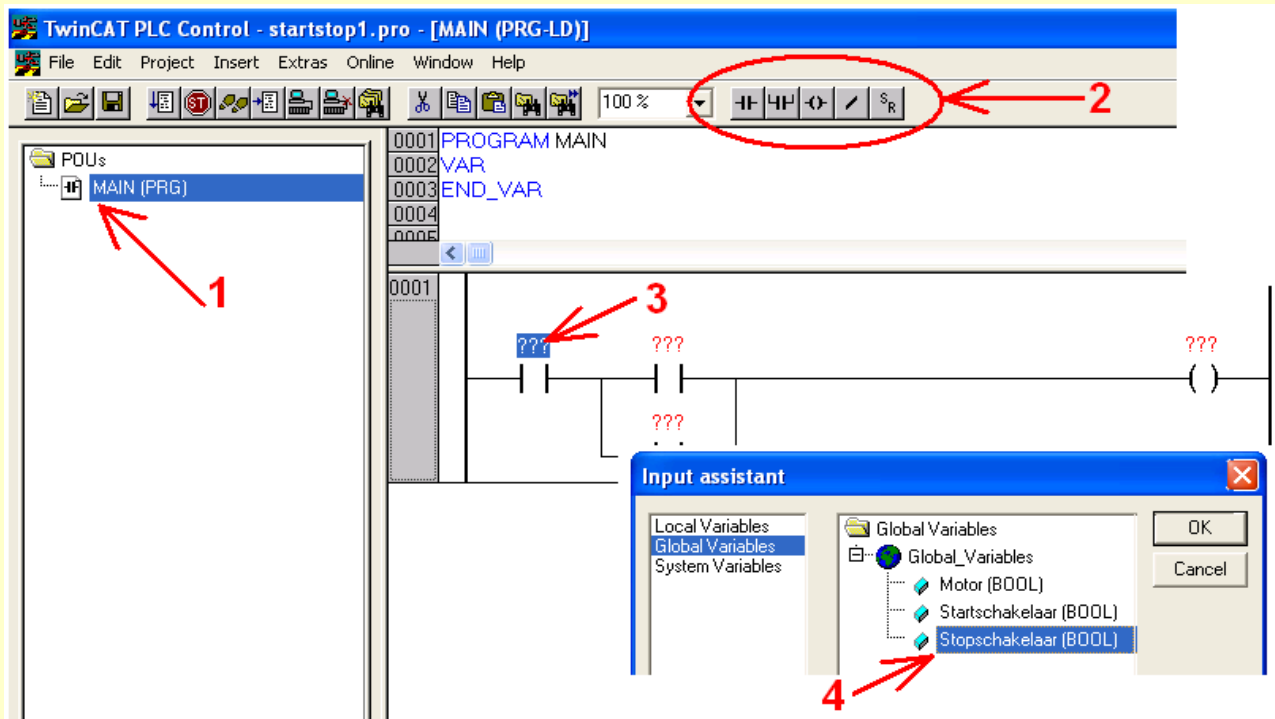 TwinCAT PLC Control - startstop1.pro - [MAIN (PRG-LD)]
File Edit Project Insert Extras Online Window Help
ST
100 %
S R
2
POUs
MAIN (PRG)
1
0001 PROGRAM MAIN
0002 VAR
0003 END_VAR
0004
0005
0001
3
??? ??? ???
???
Input assistant
Local Variables
Global Variables
System Variables
Global Variables
Global_Variables
Motor (BOOL)
Startschakelaar (BOOL)
Stopschakelaar (BOOL)
OK
Cancel
4